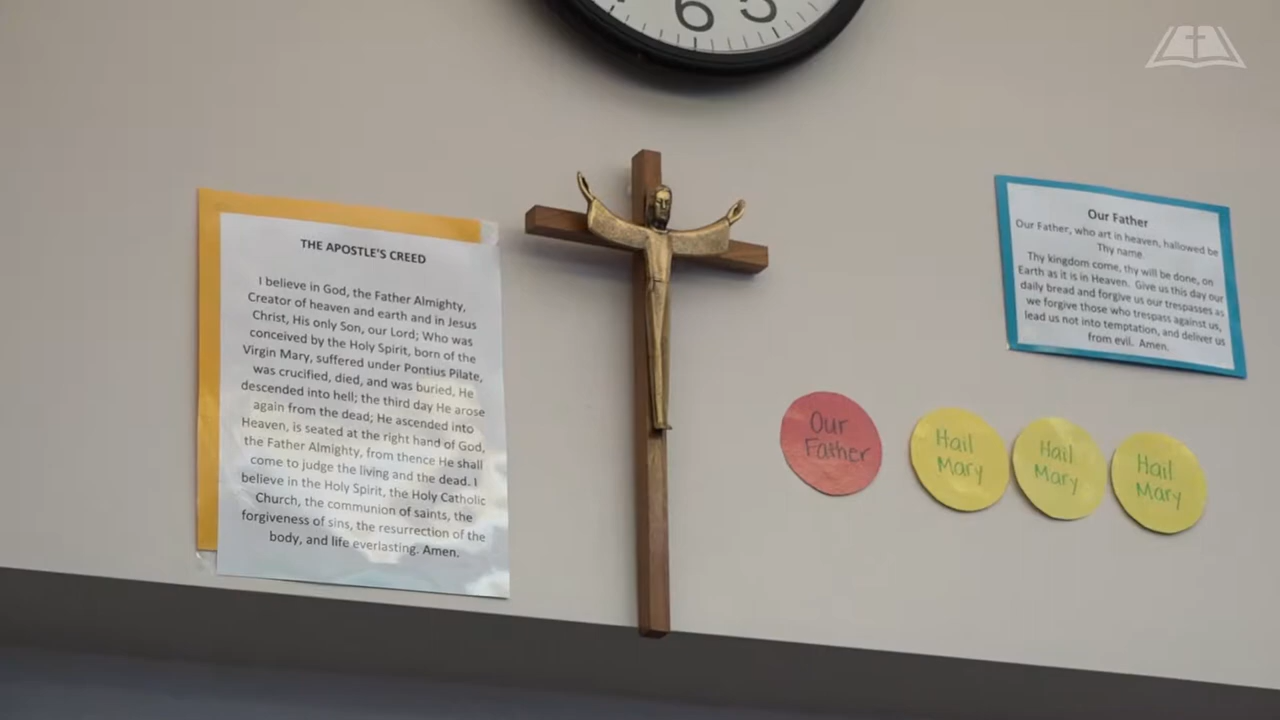 6 5
THE APOSTLE'S CREED
I believe in God, the Father Almighty,
Creator of heaven and earth and in Jesus
Christ, His only Son, our Lord; Who was
conceived by the Holy Spirit, born of the
Virgin Mary, suffered under Pontius Pilate,
was crucified, died, and was buried, He
descended into hell; the third day He arose
again from the dead; He ascended into
Heaven, is seated at the right hand of God,
the Father Almighty, from thence He shall
come to judge the living and the dead. I
believe in the Holy Spirit, the Holy Catholic
Church, the communion of saints, the
forgiveness of sins, the resurrection of the
body, and life everlasting. Amen.
Our Father
Our Father, who art in heaven, hallowed be
Thy name.
Thy kingdom come, thy will be done, on
Earth as it is in Heaven. Give us this day our
daily bread and forgive us our trespasses as
we forgive those who trespass against us,
lead us not into temptation, and deliver us
from evil. Amen.
Our
Father
Hail
Mary
Hail
Mary
Hail
Mary